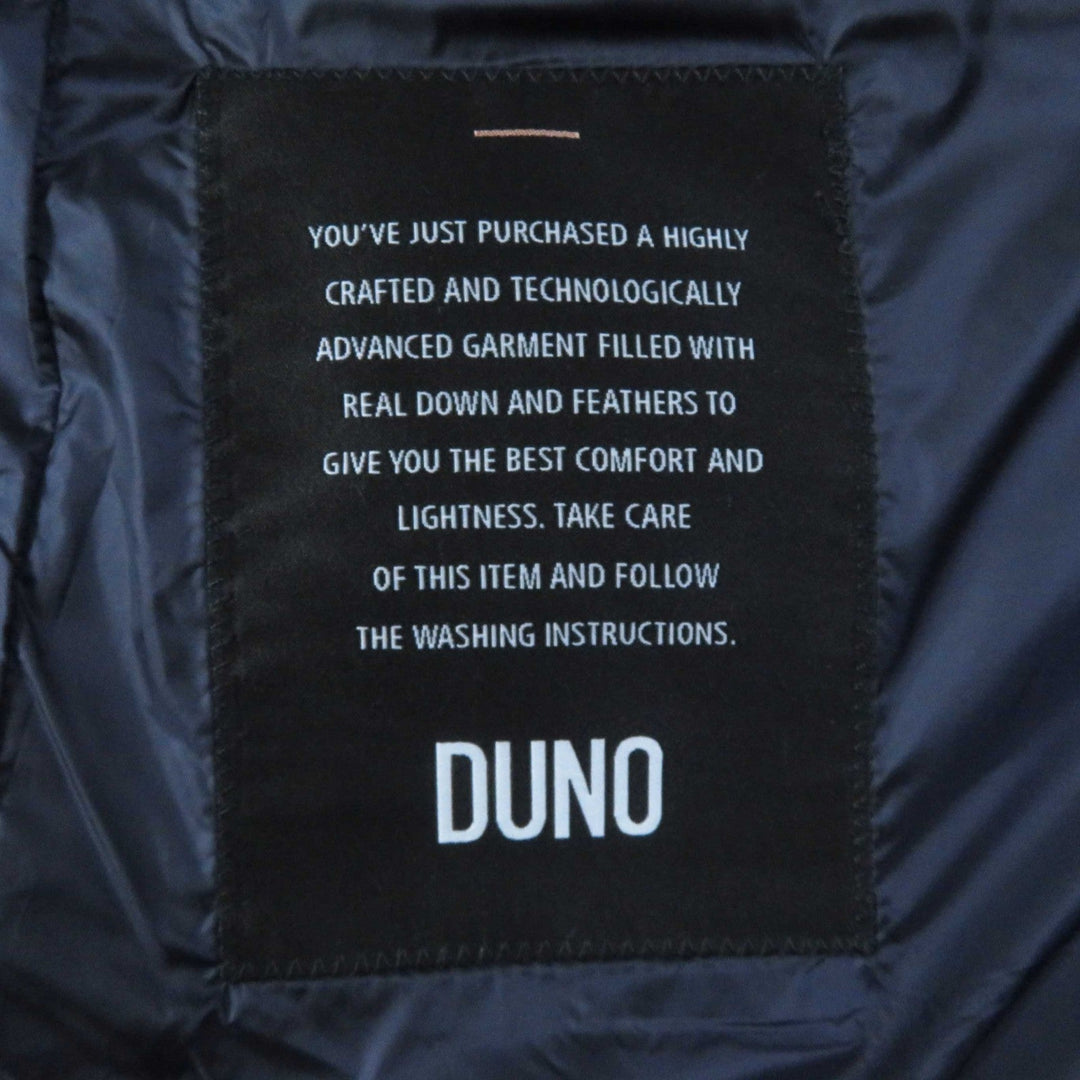 YOU'VE JUST PURCHASED A HIGHLY
CRAFTED AND TECHNOLOGICALLY
ADVANCED GARMENT FILLED WITH
REAL DOWN AND FEATHERS TO
GIVE YOU THE BEST COMFORT AND
LIGHTNESS. TAKE CARE
OF THIS ITEM AND FOLLOW
THE WASHING INSTRUCTIONS.
DUNO